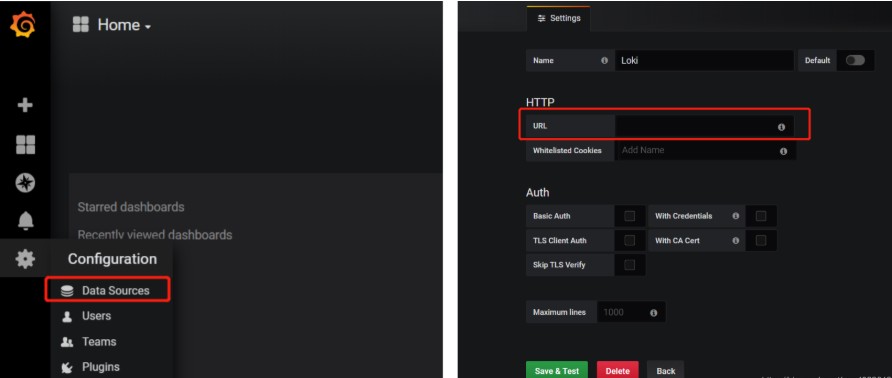 Home
Starred dashboards
Recently viewed dashboards
Configuration
Data Sources
Users
Teams
Plugins
Settings
Name Loki Default
HTTP
URL
Whitelisted Cookies Add Name
Auth
Basic Auth With Credentials
TLS Client Auth With CA Cert
Skip TLS Verify
Maximum lines 1000
Save & Test Delete Back